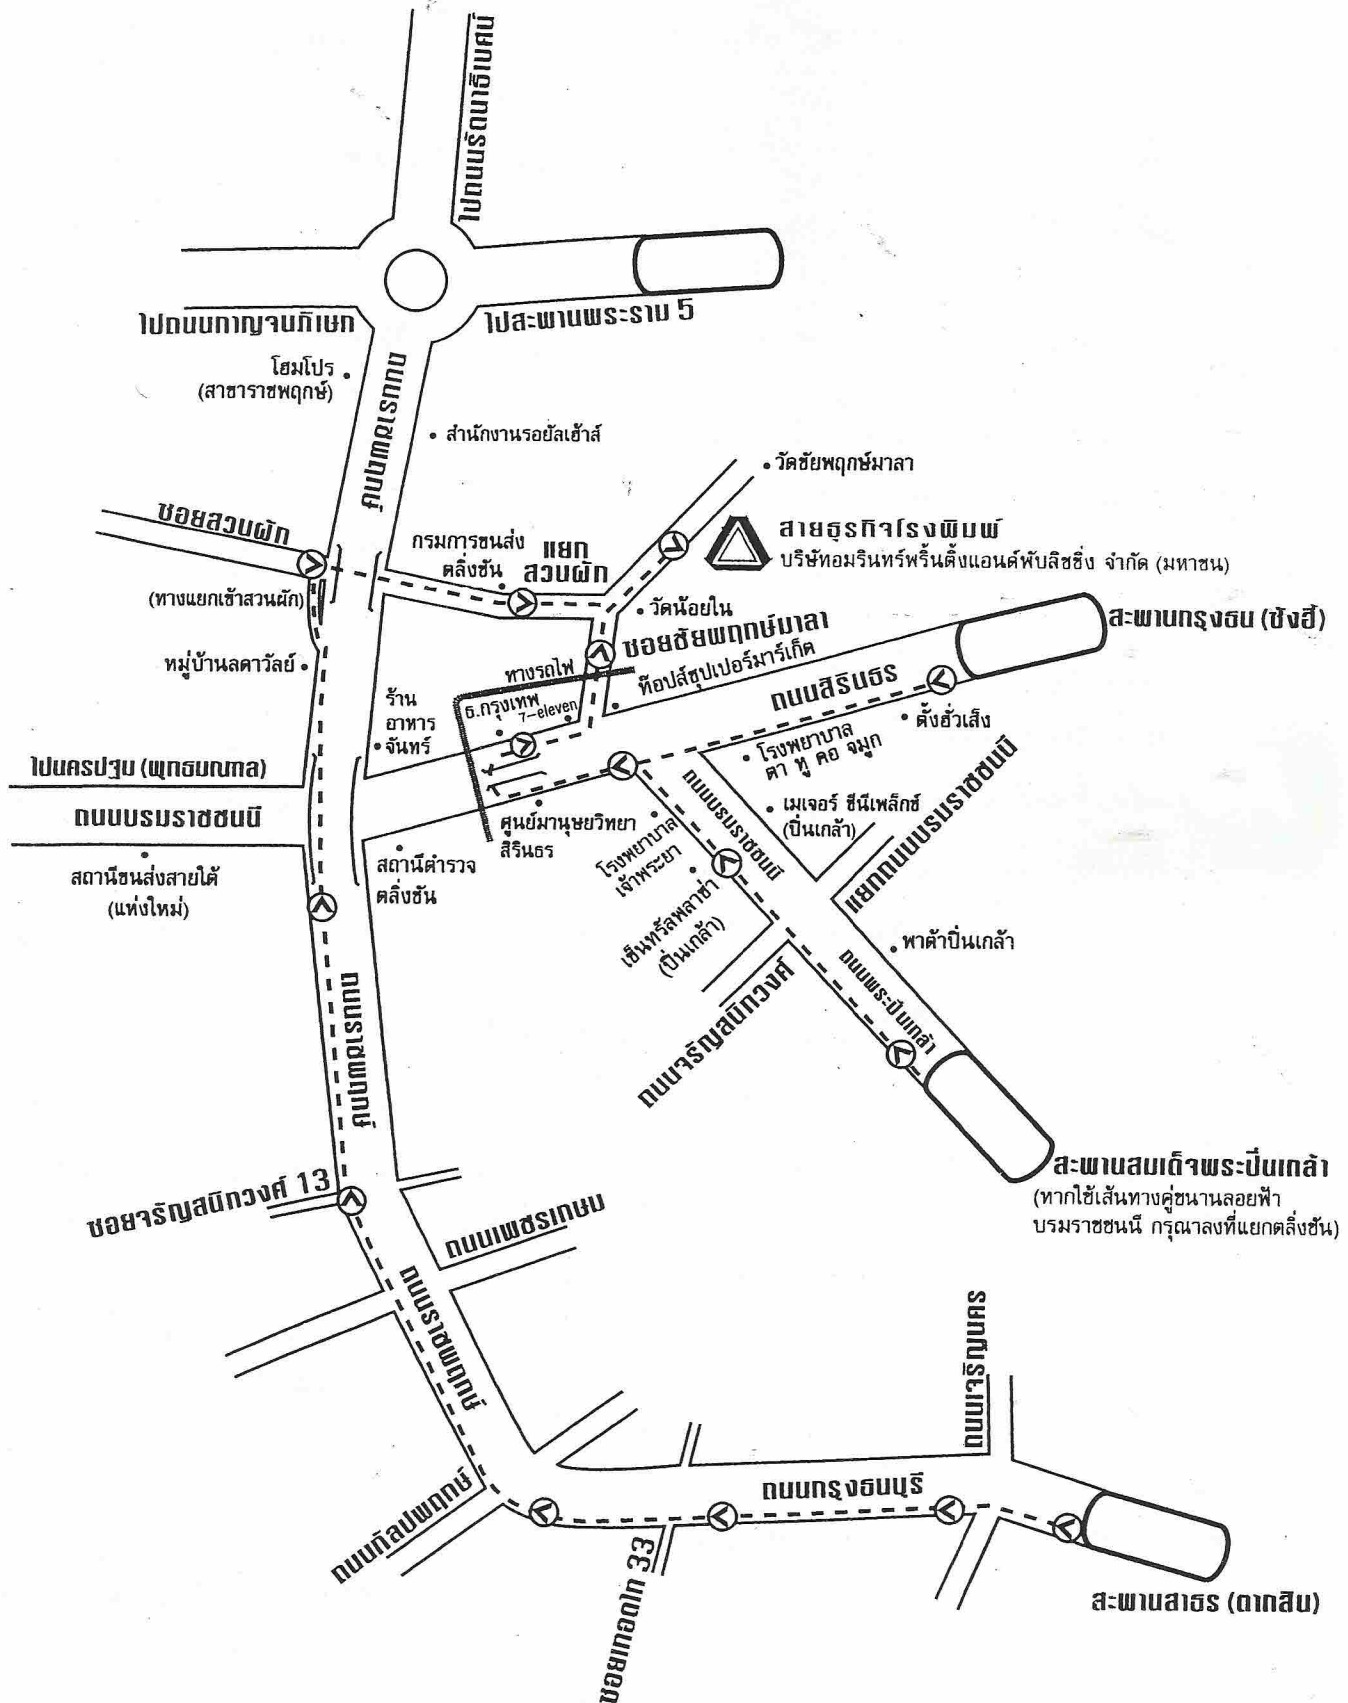 ไปถนนรัตนาธิเบศน์
ไปถนนกาญจนภิเษก
ไปสะพานพระราม 5
โฮมโปร
(สาขาราชพฤกษ์)
ถนนราชพฤกษ์
สำนักงานรอยัลเฮ้าส์
วัดชัยพฤกษ์มาลา
ซอยสวนผัก
กรมการขนส่ง
ตลิ่งชัน
แยก
สวนผัก
สายธุรกิจโรงพิมพ์
บริษัทอมรินทร์พริ้นติ้งแอนด์พับลิชชิ่ง จำกัด (มหาชน)
(ทางแยกเข้าสวนผัก)
วัดน้อยใน
สะพานกรุงธน (ซังฮี้)
ซอยชัยพฤกษ์มาลา
หมู่บ้านลดาวัลย์
ทางรถไฟ
ท๊อปส์ซุปเปอร์มาร์เก็ต
ถนนสิรินธร
ร้าน
อาหาร
จันทร์
ธ.กรุงเทพ
7-eleven
ตั้งฮั่วเส็ง
โรงพยาบาล
ตา หู คอ จมูก
ไปนครปฐม (พุทธมณฑล)
ถนนบรมราชชนนี
ศูนย์มานุษยวิทยา
สิรินธร
ถนนบรมราชชนนี
เมเจอร์ ซีนีเพล็กซ์
(ปิ่นเกล้า)
แยกถนนบรมราชชนนี
สถานีขนส่งสายใต้
(แห่งใหม่)
สถานีตำรวจ
ตลิ่งชัน
โรงพยาบาล
เจ้าพระยา
เซ็นทรัลพลาซ่า
(ปิ่นเกล้า)
พาต้าปิ่นเกล้า
ถนนพระปิ่นเกล้า
ถนนจรัญสนิทวงศ์
ถนนราชพฤกษ์
สะพานสมเด็จพระปิ่นเกล้า
(หากใช้เส้นทางคู่ขนานลอยฟ้า
บรมราชชนนี กรุณาลงที่แยกตลิ่งชัน)
ซอยจรัญสนิทวงศ์ 13
ถนนเพชรเกษม
ถนนราชพฤกษ์
ถนนเจริญนคร
ถนนกรุงธนบุรี
ถนนกัลปพฤกษ์
ซอยเทอดไท 33
สะพานสาธร (ตากสิน)